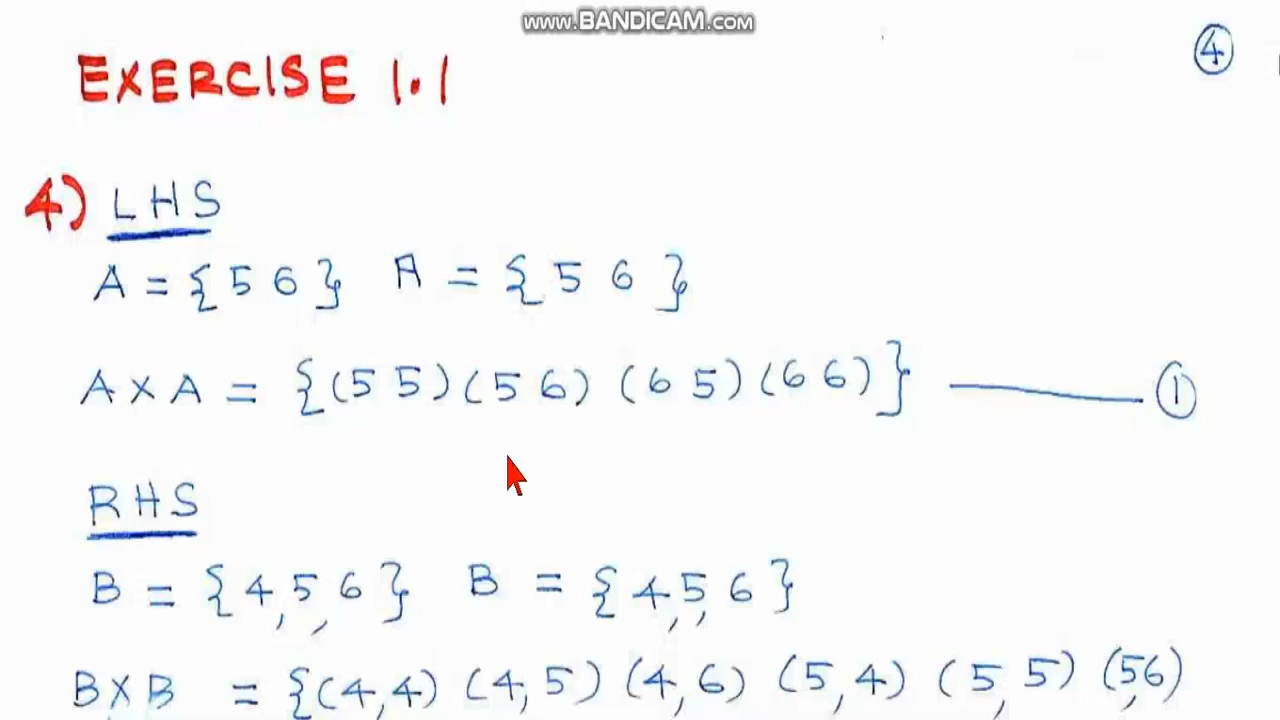 www.BANDICAM.com
EXERCISE 1.1
4
4) LHS
A = {5 6} A = {5 6}
A X A = {(5 5)(5 6) (6 5)(6 6)} ——— 1
RHS
B = {4,5,6} B = {4,5,6}
B X B = {(4,4) (4,5) (4,6) (5,4) (5,5) (5,6)